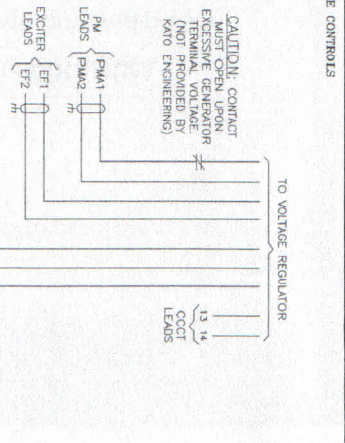 E CONTROLS
CAUTION: CONTACT
MUST OPEN UPON
EXCESSIVE GENERATOR
TERMINAL VOLTAGE.
(NOT PROVIDED BY
KATO ENGINEERING)
TO VOLTAGE REGULATOR
PM
LEADS
PMA1
PMA2
13
14
CCCT
LEADS
EXCITER
LEADS
EF1
EF2